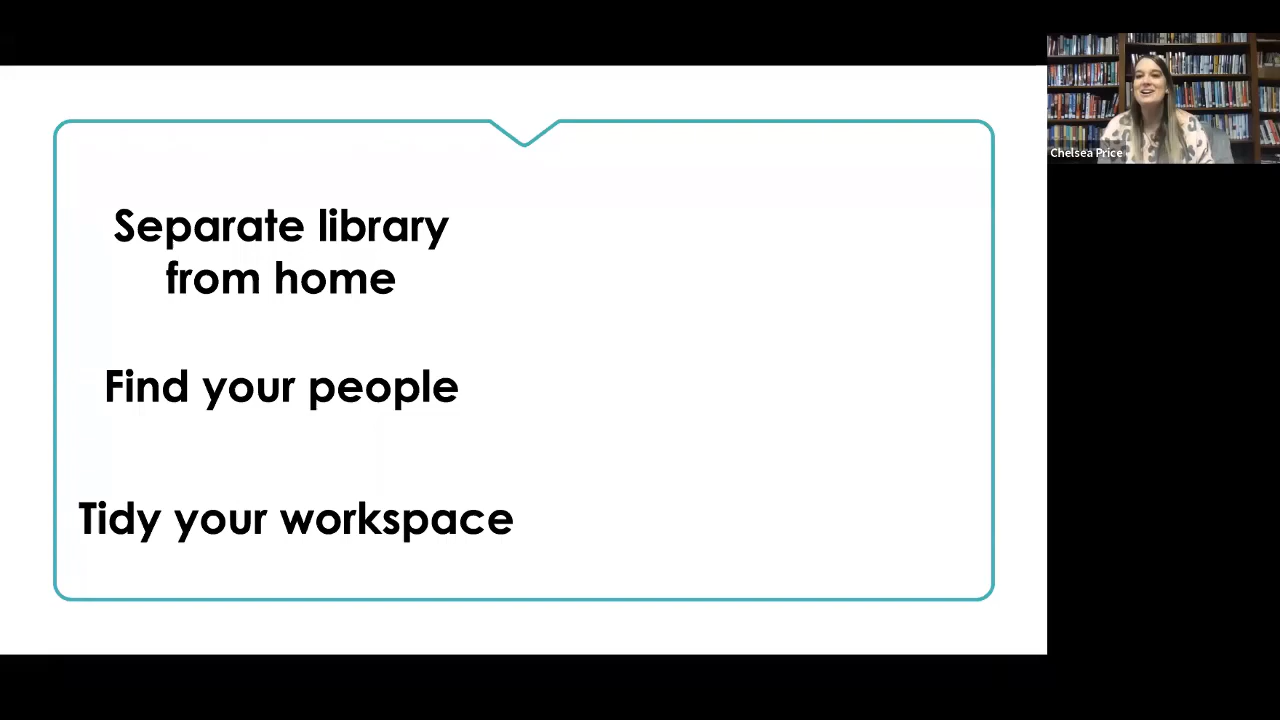 Separate library
from home
Find your people
Tidy your workspace
Chelsea Price